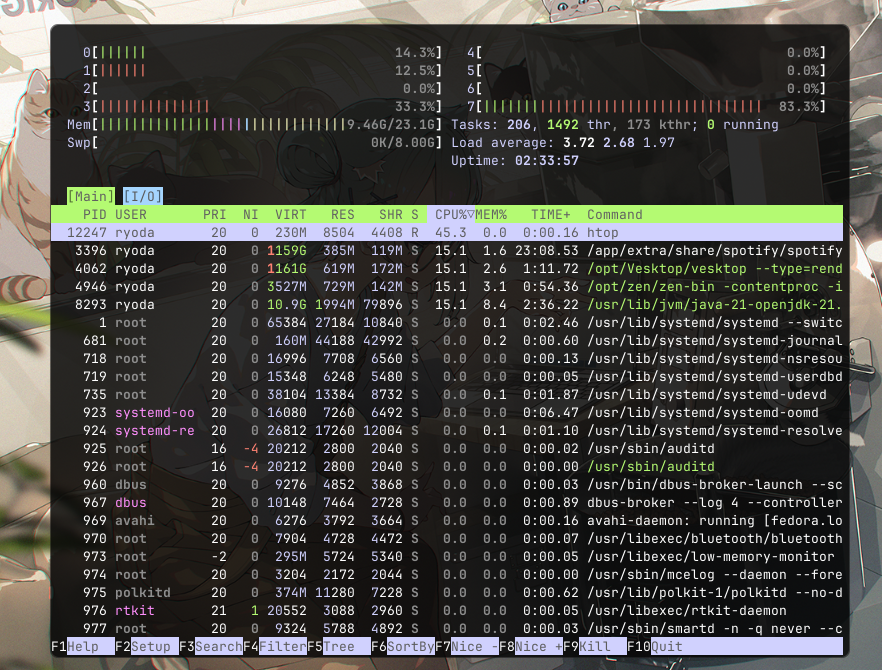 0[|||||| 14.3%] 4[ 0.0%]
1[|||||| 12.5%] 5[ 0.0%]
2[ 0.0%] 6[ 0.0%]
3[|||||||||||||| 33.3%] 7[||||||||||||||||||||||||||||||||||| 83.3%]
Mem[|||||||||||||||||||||||||||||||9.46G/23.1G] Tasks: 206, 1492 thr, 173 kthr; 0 running
Swp[ 0K/8.00G] Load average: 3.72 2.68 1.97
Uptime: 02:33:57
[Main] [I/O]
PID USER PRI NI VIRT RES SHR S CPU%▽MEM% TIME+ Command
12247 ryoda 20 0 230M 8504 4408 R 45.3 0.0 0:00.16 htop
3396 ryoda 20 0 1159G 385M 119M S 15.1 1.6 23:08.53 /app/extra/share/spotify/spotify
4062 ryoda 20 0 1161G 619M 172M S 15.1 2.6 1:11.72 /opt/Vesktop/vesktop --type=rend
4946 ryoda 20 0 3527M 729M 142M S 15.1 3.1 0:54.36 /opt/zen/zen-bin -contentproc -i
8293 ryoda 20 0 10.9G 1994M 79896 S 15.1 8.4 2:36.22 /usr/lib/jvm/java-21-openjdk-21.
1 root 20 0 65384 27184 10840 S 0.0 0.1 0:02.46 /usr/lib/systemd/systemd --switc
681 root 20 0 160M 44188 42992 S 0.0 0.2 0:00.60 /usr/lib/systemd/systemd-journal
718 root 20 0 16996 7708 6560 S 0.0 0.0 0:00.13 /usr/lib/systemd/systemd-nsresou
719 root 20 0 15348 6248 5480 S 0.0 0.0 0:00.05 /usr/lib/systemd/systemd-userdbd
735 root 20 0 38104 13384 8732 S 0.0 0.1 0:01.87 /usr/lib/systemd/systemd-udevd
923 systemd-oo 20 0 16080 7260 6492 S 0.0 0.0 0:06.47 /usr/lib/systemd/systemd-oomd
924 systemd-re 20 0 26812 17260 12004 S 0.0 0.1 0:01.10 /usr/lib/systemd/systemd-resolve
925 root 16 -4 20212 2800 2040 S 0.0 0.0 0:00.02 /usr/sbin/auditd
926 root 16 -4 20212 2800 2040 S 0.0 0.0 0:00.00 /usr/sbin/auditd
960 dbus 20 0 9276 4852 3868 S 0.0 0.0 0:00.03 /usr/bin/dbus-broker-launch --sc
967 dbus 20 0 10148 7464 2728 S 0.0 0.0 0:00.89 dbus-broker --log 4 --controller
969 avahi 20 0 6276 3792 3664 S 0.0 0.0 0:00.16 avahi-daemon: running [fedora.lo
970 root 20 0 7904 4728 4472 S 0.0 0.0 0:00.07 /usr/libexec/bluetooth/bluetooth
973 root -2 0 295M 5724 5340 S 0.0 0.0 0:00.05 /usr/libexec/low-memory-monitor
974 root 20 0 3204 2172 2044 S 0.0 0.0 0:00.00 /usr/sbin/mcelog --daemon --fore
975 polkitd 20 0 374M 11280 7228 S 0.0 0.0 0:00.62 /usr/lib/polkit-1/polkitd --no-d
976 rtkit 21 1 20552 3088 2960 S 0.0 0.0 0:00.05 /usr/libexec/rtkit-daemon
977 root 20 0 9324 5788 4892 S 0.0 0.0 0:00.03 /usr/sbin/smartd -n -q never --c
F1Help F2Setup F3SearchF4FilterF5Tree F6SortByF7Nice -F8Nice +F9Kill F10Quit